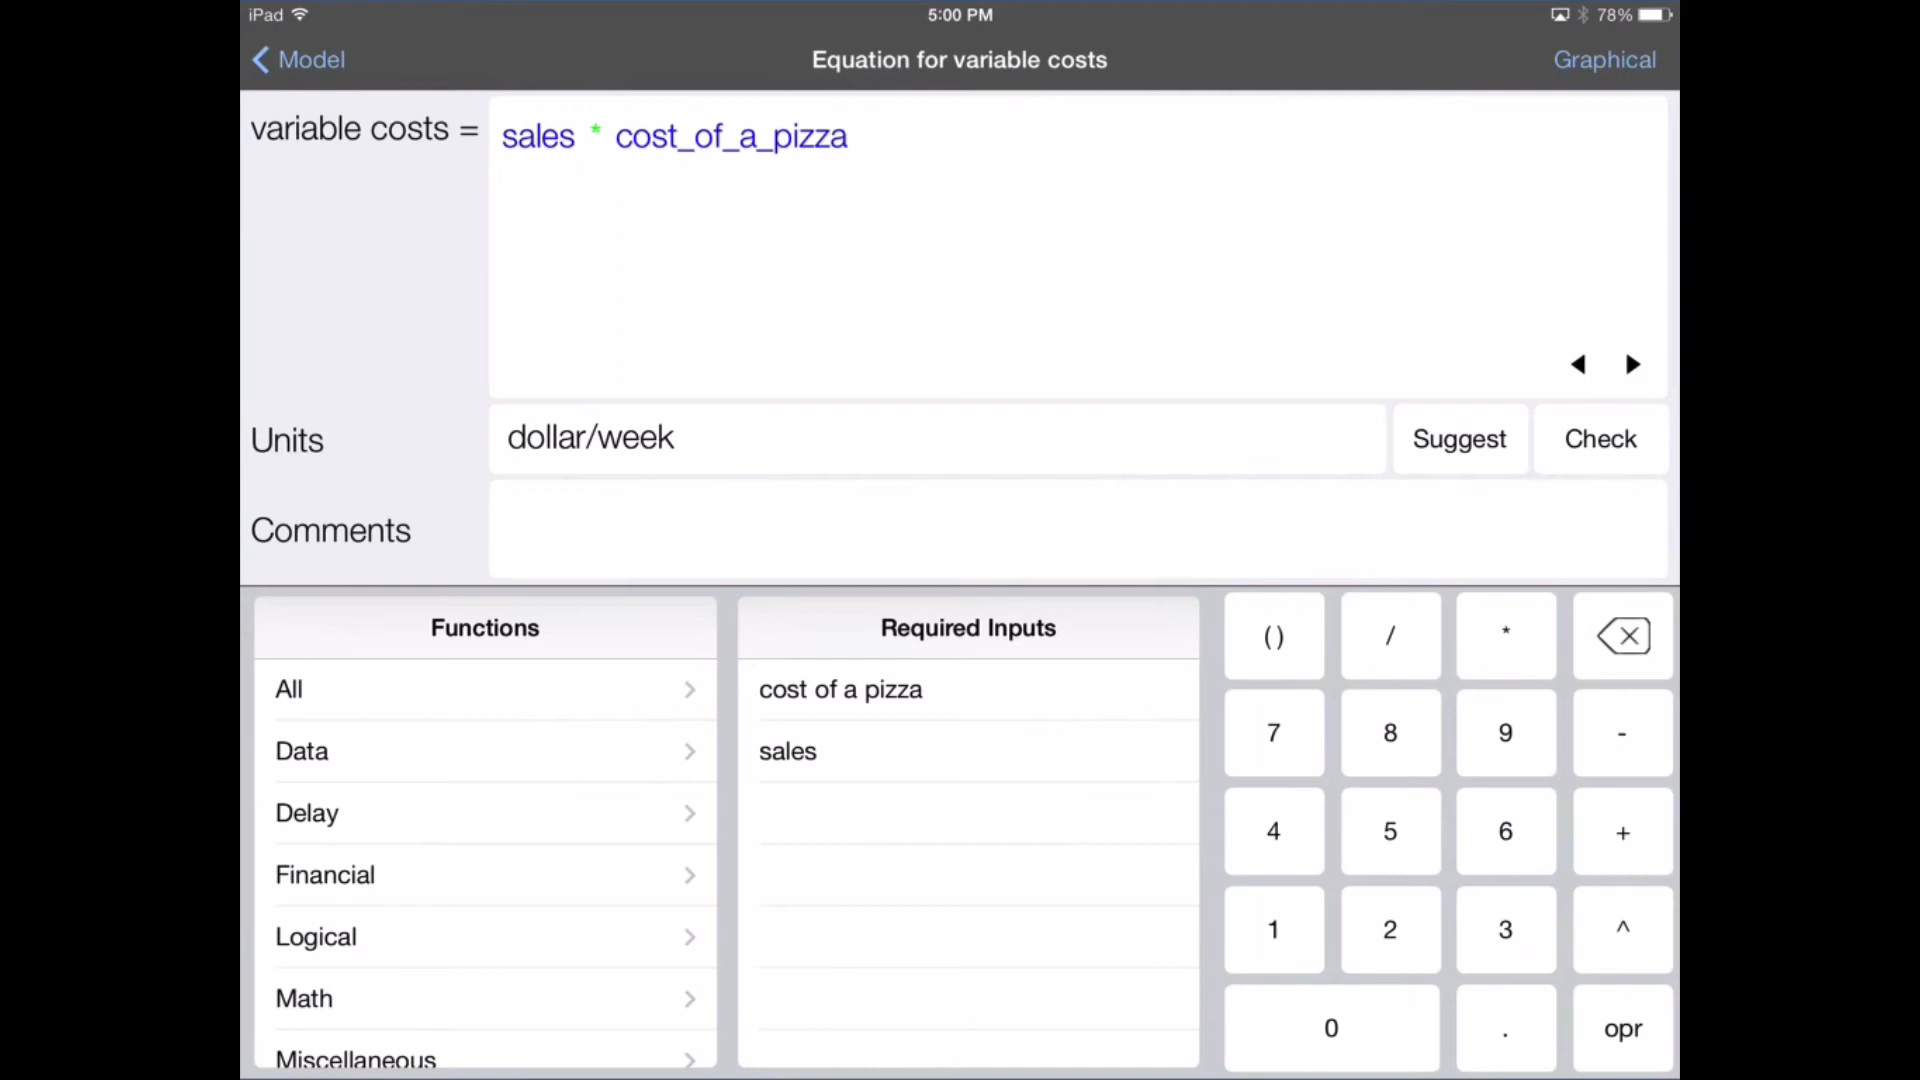 iPad
5:00 PM
78%
Model
Equation for variable costs
Graphical
variable costs =
sales * cost_of_a_pizza
Units
dollar/week
Suggest
Check
Comments
Functions
All
Data
Delay
Financial
Logical
Math
Miscellaneous
Required Inputs
cost of a pizza
sales
( ) / *
7 8 9 -
4 5 6 +
1 2 3 ^
0 . opr